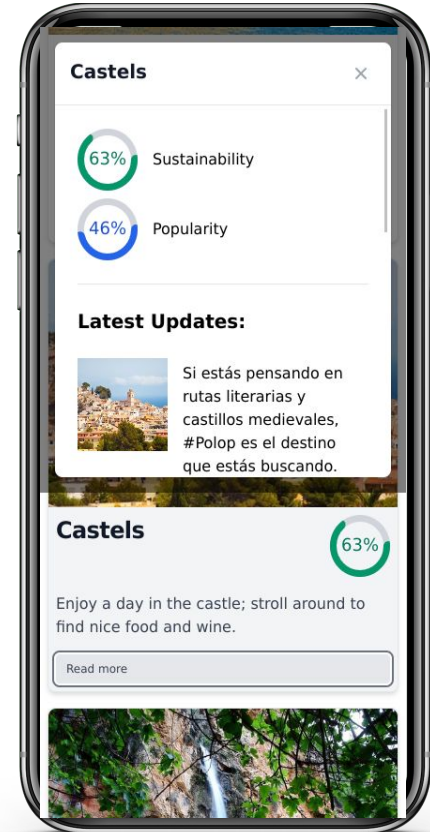 Castels
×
63%
Sustainability
46%
Popularity
Latest Updates:
Si estás pensando en
rutas literarias y
castillos medievales,
#Polop es el destino
que estás buscando.
Castels
63%
Enjoy a day in the castle; stroll around to
find nice food and wine.
Read more